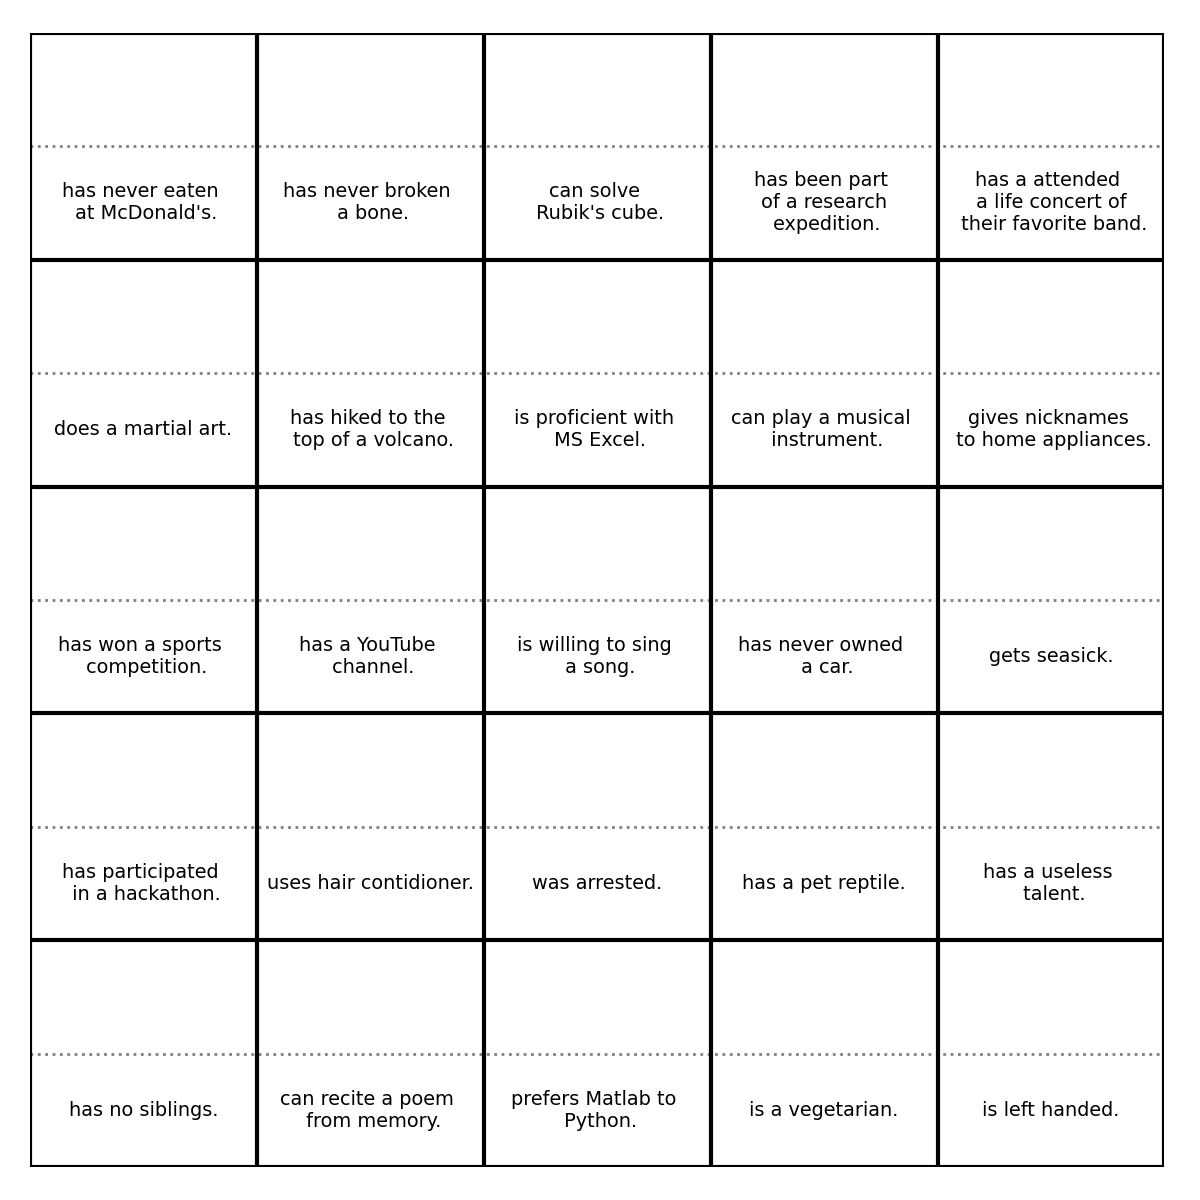 has never eaten
at McDonald's.
has never broken
a bone.
can solve
Rubik's cube.
has been part
of a research
expedition.
has a attended
a life concert of
their favorite band.
does a martial art.
has hiked to the
top of a volcano.
is proficient with
MS Excel.
can play a musical
instrument.
gives nicknames
to home appliances.
has won a sports
competition.
has a YouTube
channel.
is willing to sing
a song.
has never owned
a car.
gets seasick.
has participated
in a hackathon.
uses hair contidioner.
was arrested.
has a pet reptile.
has a useless
talent.
has no siblings.
can recite a poem
from memory.
prefers Matlab to
Python.
is a vegetarian.
is left handed.